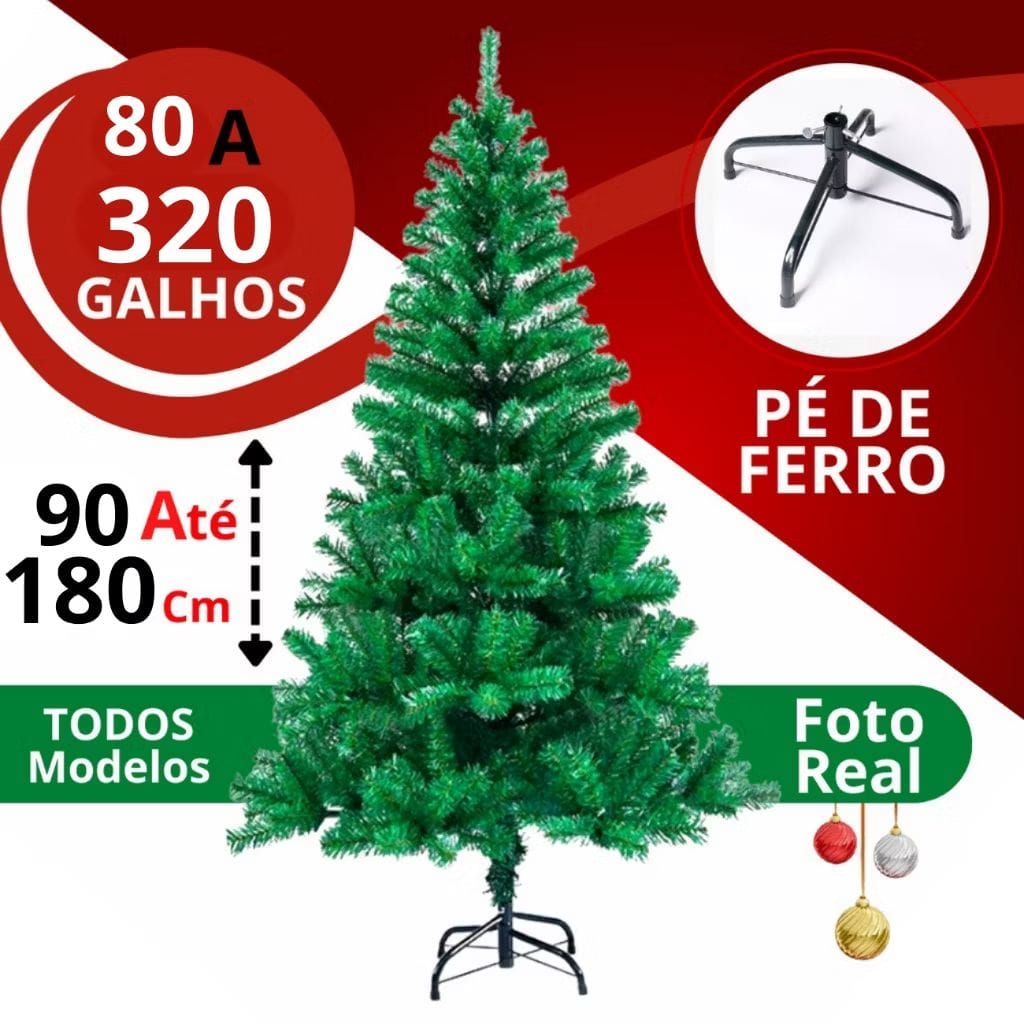 80 A
320
GALHOS
PÉ DE
FERRO
90 Até
180 Cm
TODOS
Modelos
Foto
Real